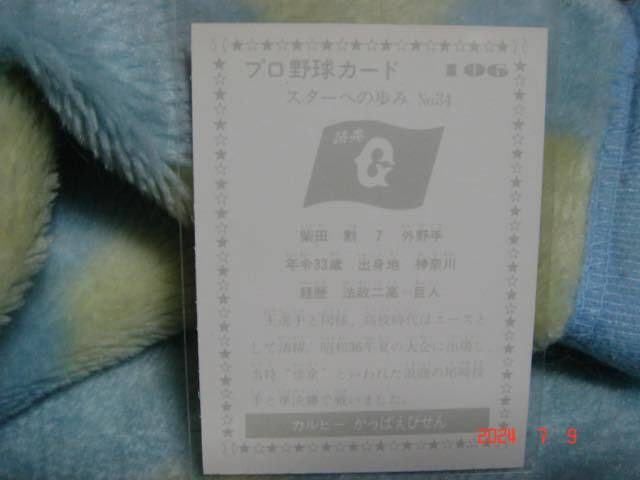 プロ野球カード 106
スターへの歩み No.34
読売
G
柴田 勲 7 外野手
年令33歳 出身地 神奈川
経歴 法政二高―巨人
王選手と同様、高校時代はエースと
して活躍。昭和36年夏の大会に出場し、
当時“怪童”といわれた浪商の尾崎投
手と準決勝で戦いました。
カルビー かっぱえびせん
2024 7 9